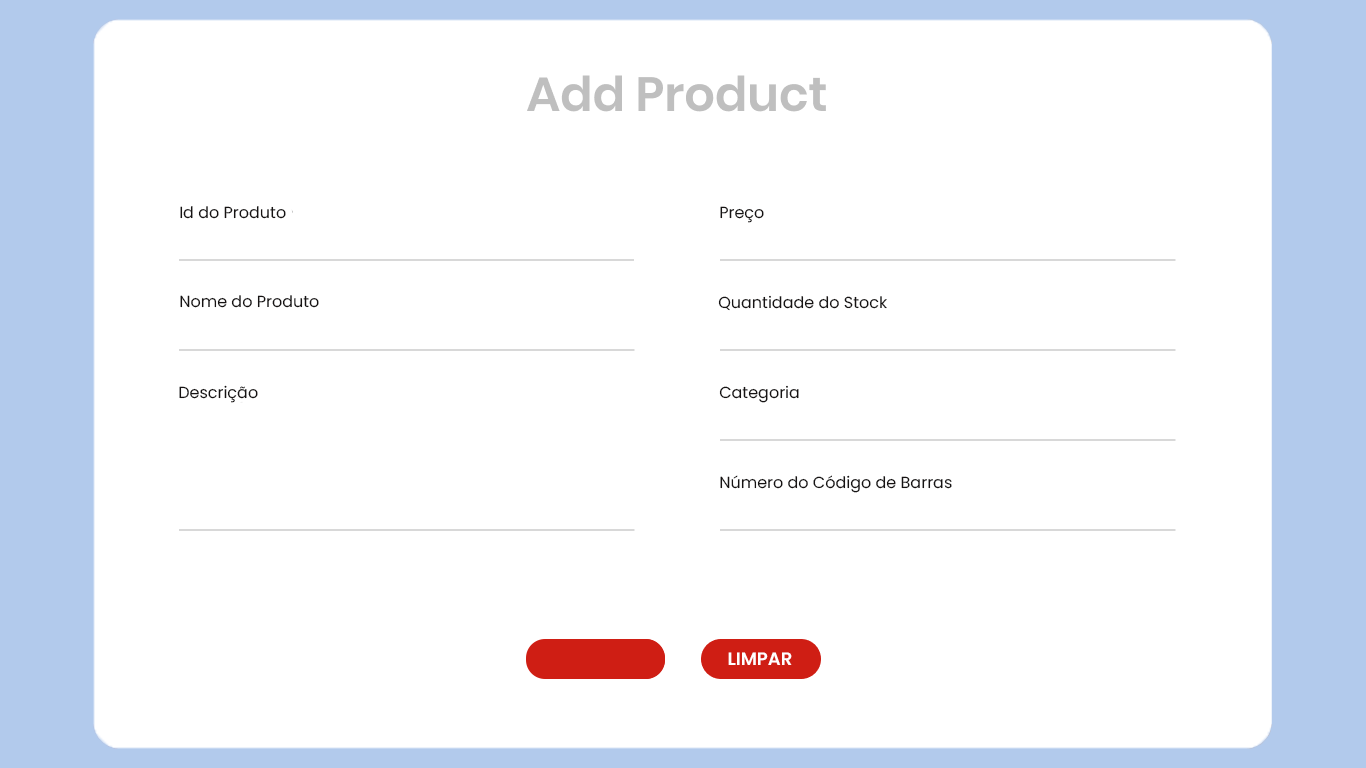 Add Product
Id do Produto
Preço
Nome do Produto
Quantidade do Stock
Descrição
Categoria
Número do Código de Barras
LIMPAR